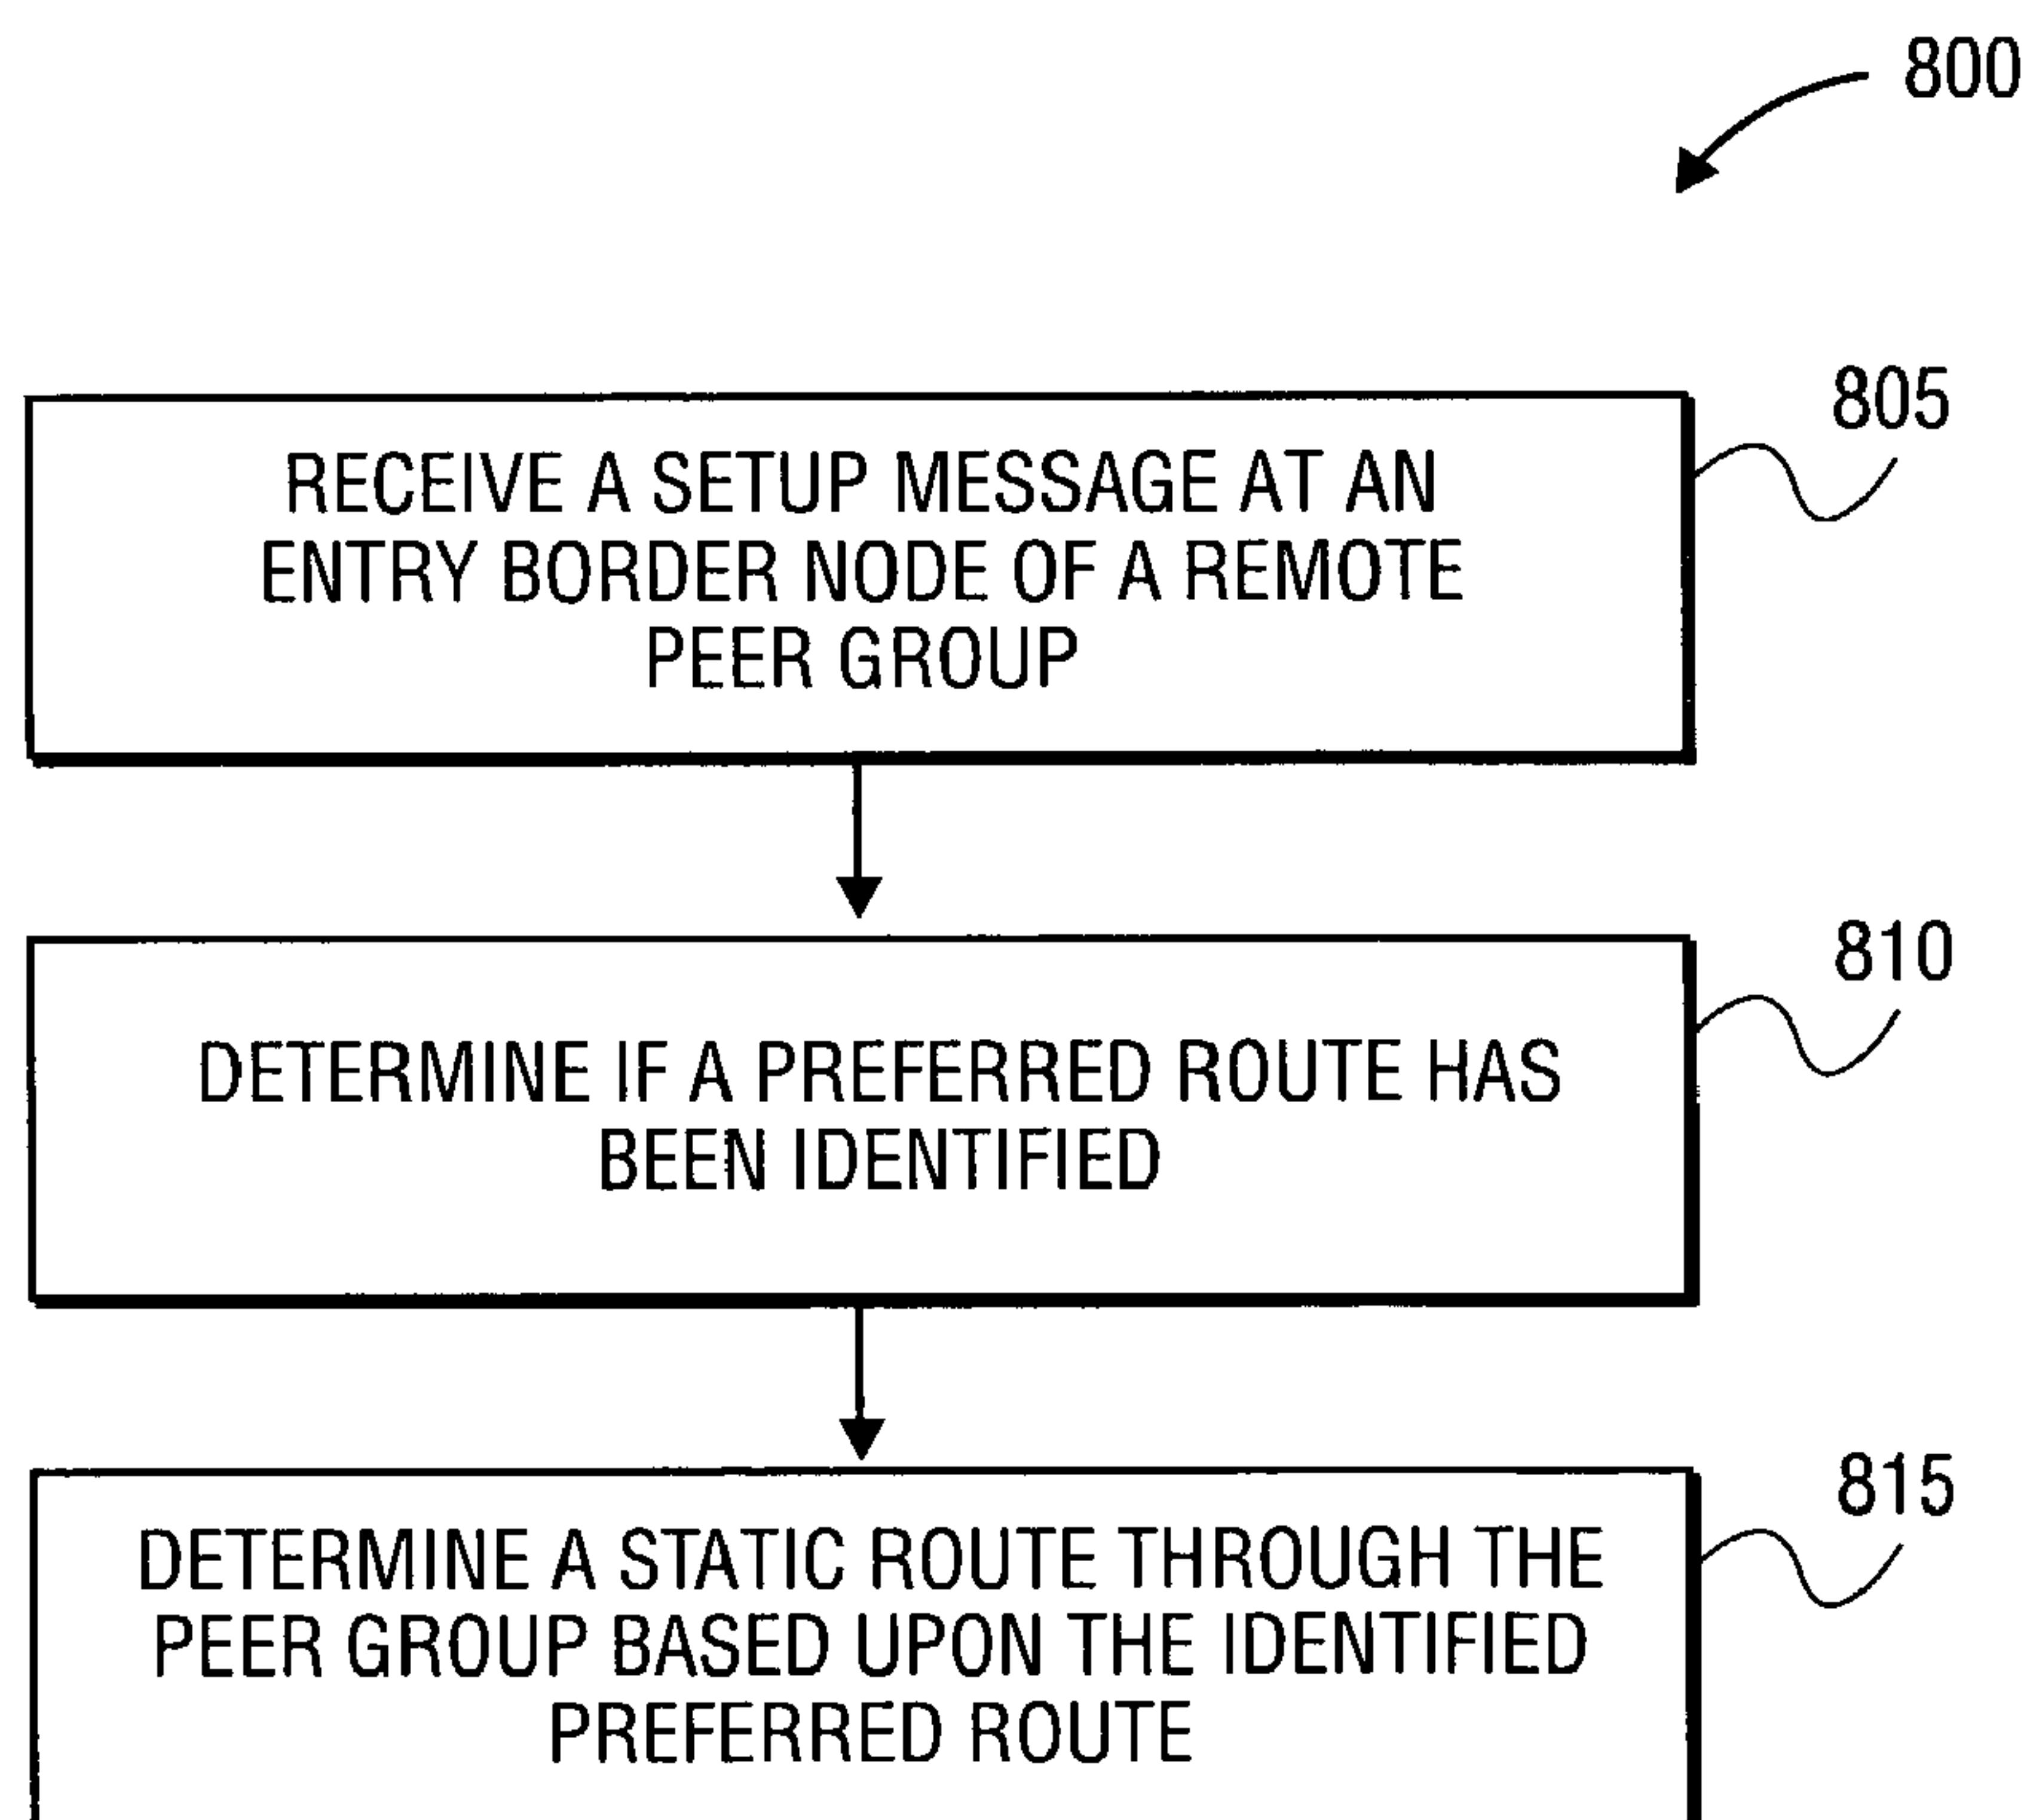 800
805
RECEIVE A SETUP MESSAGE AT AN
ENTRY BORDER NODE OF A REMOTE
PEER GROUP
810
DETERMINE IF A PREFERRED ROUTE HAS
BEEN IDENTIFIED
815
DETERMINE A STATIC ROUTE THROUGH THE
PEER GROUP BASED UPON THE IDENTIFIED
PREFERRED ROUTE